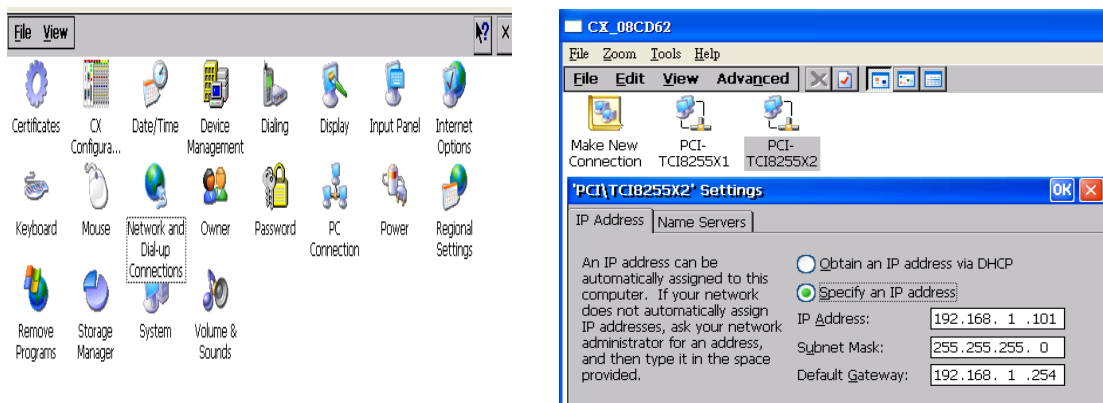 File View
Certificates
CX
Configura...
Date/Time
Device
Management
Dialing
Display
Input Panel
Internet
Options
Keyboard
Mouse
Network and
Dial-up
Connections
Owner
Password
PC
Connection
Power
Regional
Settings
Remove
Programs
Storage
Manager
System
Volume &
Sounds
CX_08CD62
File Zoom Tools Help
File Edit View Advanced
Make New
Connection
PCI-
TCI8255X1
PCI-
TCI8255X2
'PCI\TCI8255X2' Settings
OK
IP Address
Name Servers
An IP address can be
automatically assigned to this
computer. If your network
does not automatically assign
IP addresses, ask your network
administrator for an address,
and then type it in the space
provided.
Obtain an IP address via DHCP
Specify an IP address
IP Address: 192.168. 1 .101
Subnet Mask: 255.255.255. 0
Default Gateway: 192.168. 1 .254